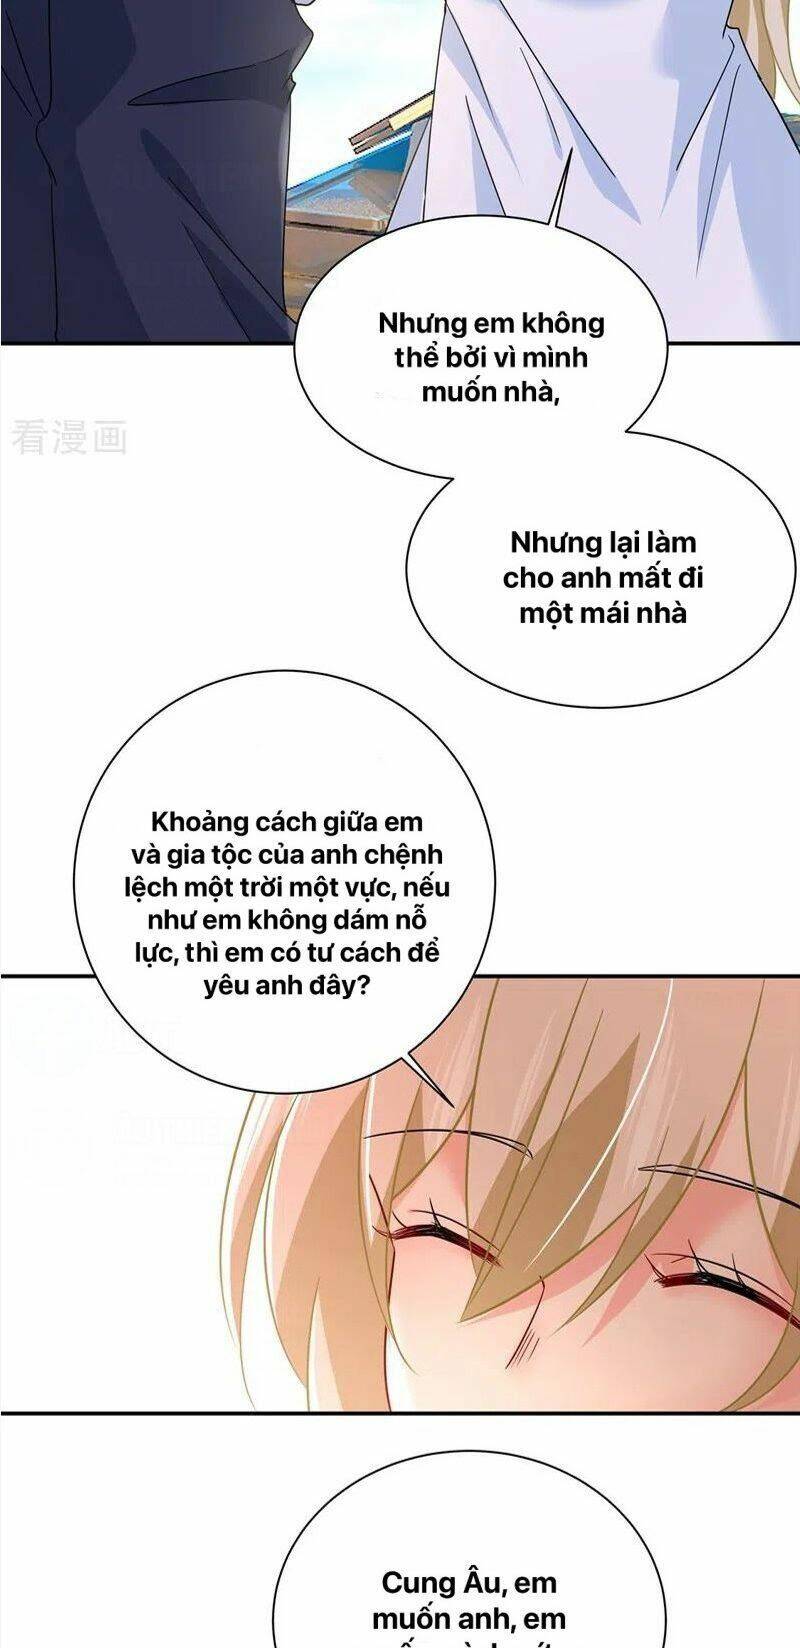 Nhưng em không
thể bởi vì mình
muốn nhà,
看漫画
Nhưng lại làm
cho anh mất đi
một mái nhà
Khoảng cách giữa em
và gia tộc của anh chệnh
lệch một trời một vực, nếu
như em không dám nỗ
lực, thì em có tư cách để
yêu anh đây?
Cung Âu, em
muốn anh, em